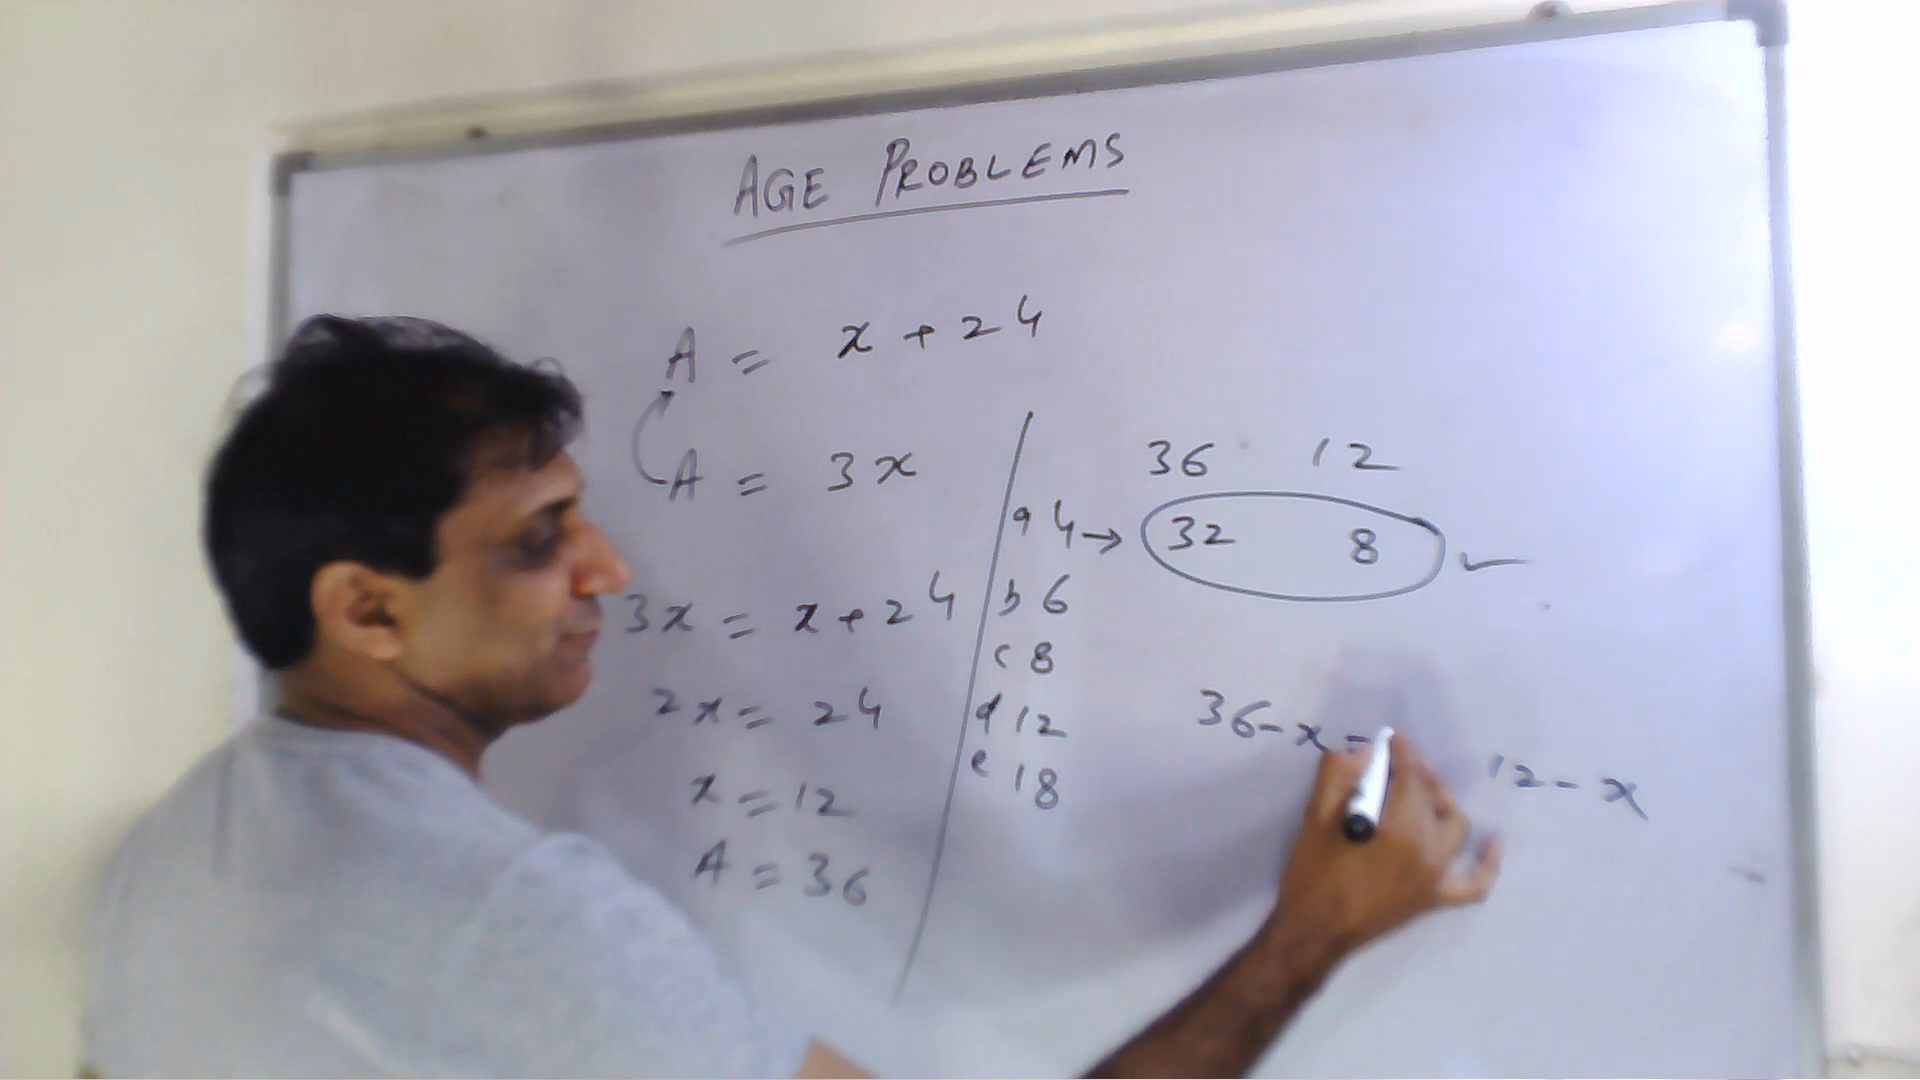 AGE PROBLEMS
A = x + 24
A = 3x
3x = x + 24
2x = 24
x = 12
A = 36
a 4 →
b 6
c 8
d 12
e 18
36 12
32 8 ✓
36 - x = 12 - x